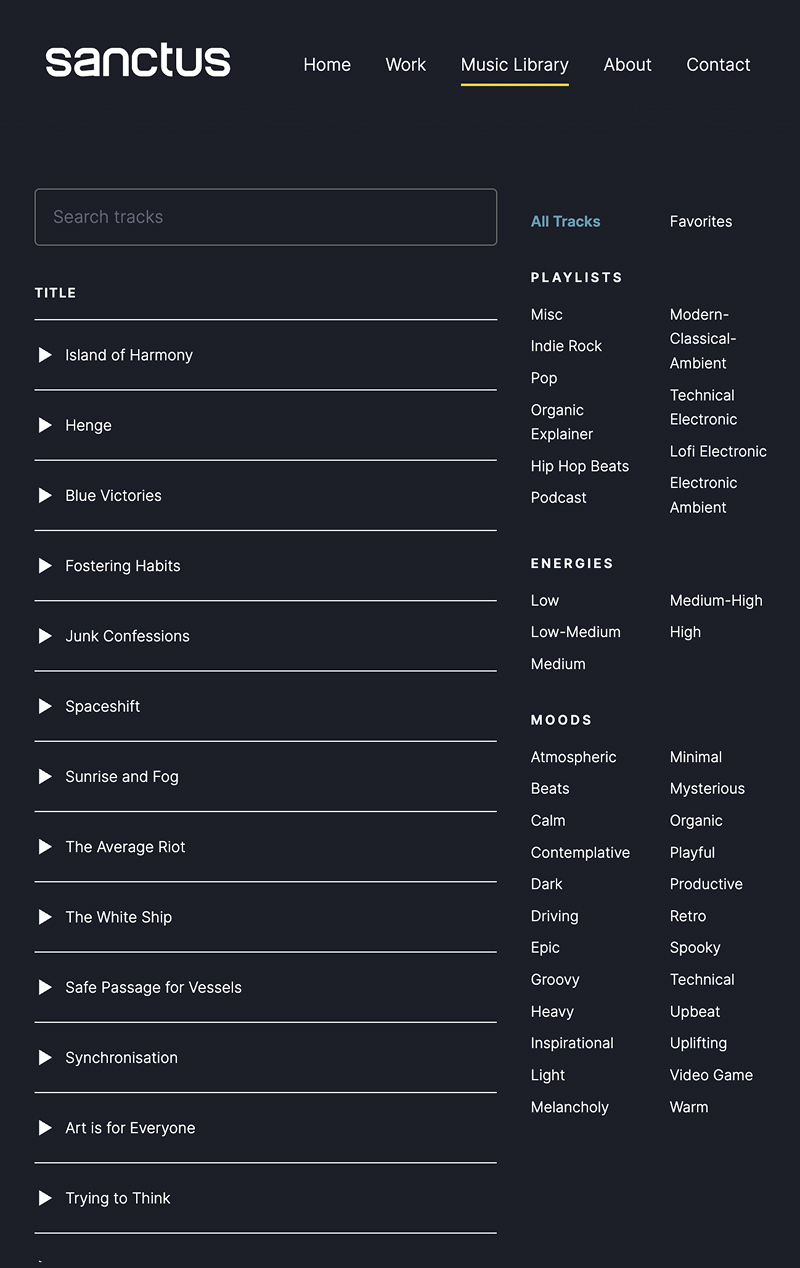 sanctus
Home Work Music Library About Contact
Search tracks
TITLE
Island of Harmony
Henge
Blue Victories
Fostering Habits
Junk Confessions
Spaceshift
Sunrise and Fog
The Average Riot
The White Ship
Safe Passage for Vessels
Synchronisation
Art is for Everyone
Trying to Think
All Tracks
Favorites
PLAYLISTS
Misc
Indie Rock
Pop
Organic
Explainer
Hip Hop Beats
Podcast
Modern-
Classical-
Ambient
Technical
Electronic
Lofi Electronic
Electronic
Ambient
ENERGIES
Low
Low-Medium
Medium
Medium-High
High
MOODS
Atmospheric
Beats
Calm
Contemplative
Dark
Driving
Epic
Groovy
Heavy
Inspirational
Light
Melancholy
Minimal
Mysterious
Organic
Playful
Productive
Retro
Spooky
Technical
Upbeat
Uplifting
Video Game
Warm